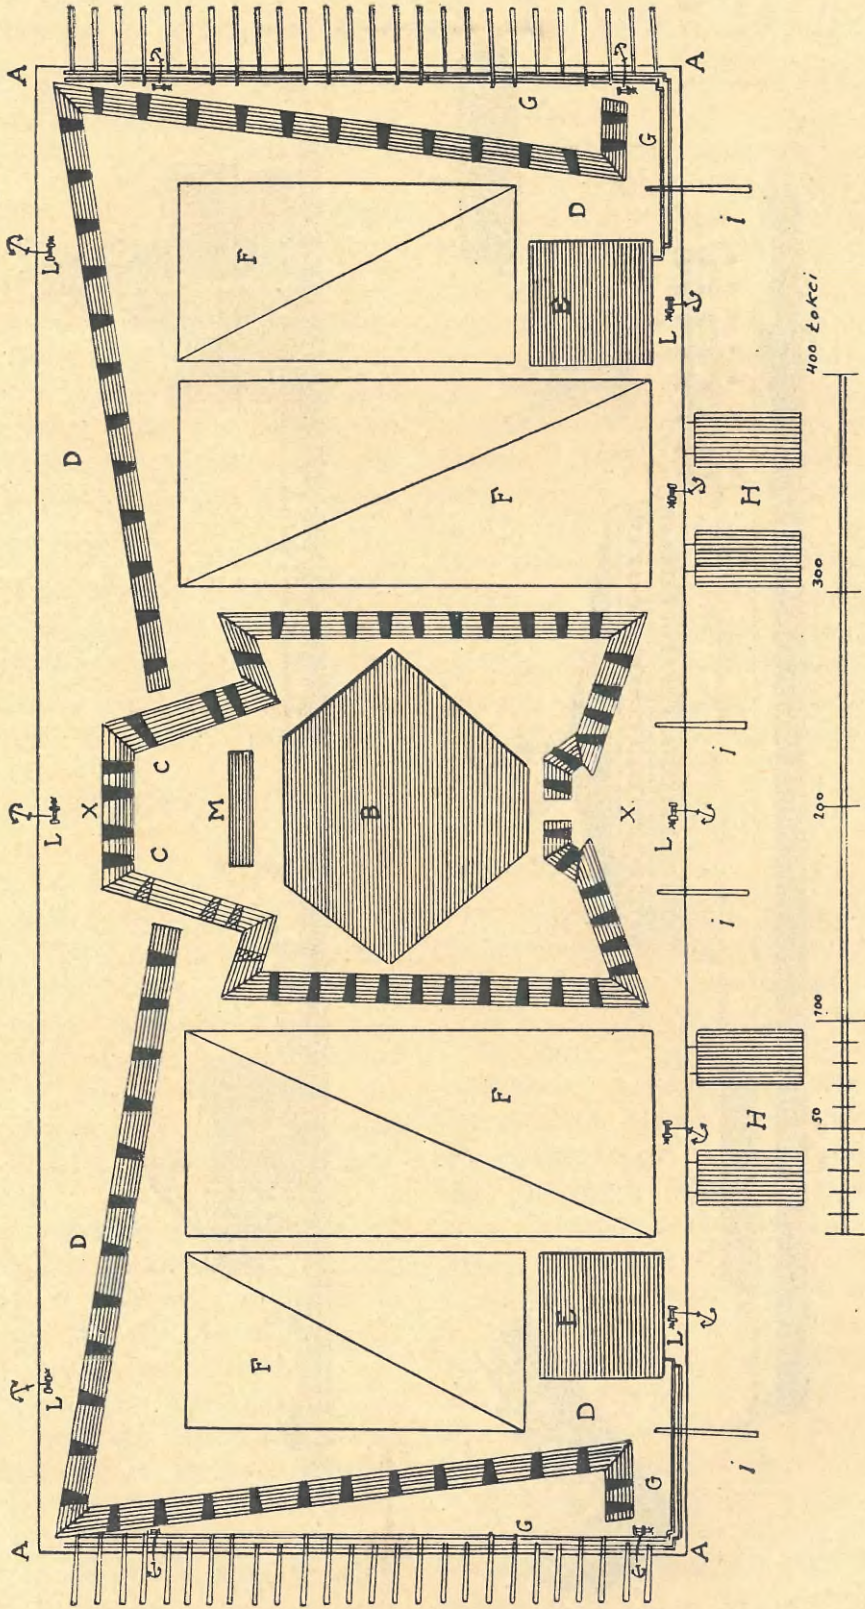 A A
L L L
D D
X
C C
M
F F
B
F F
G G
E E
D D
X
G G
L L L
A A
i H i i H i
50 100 200 300 400 Łokci